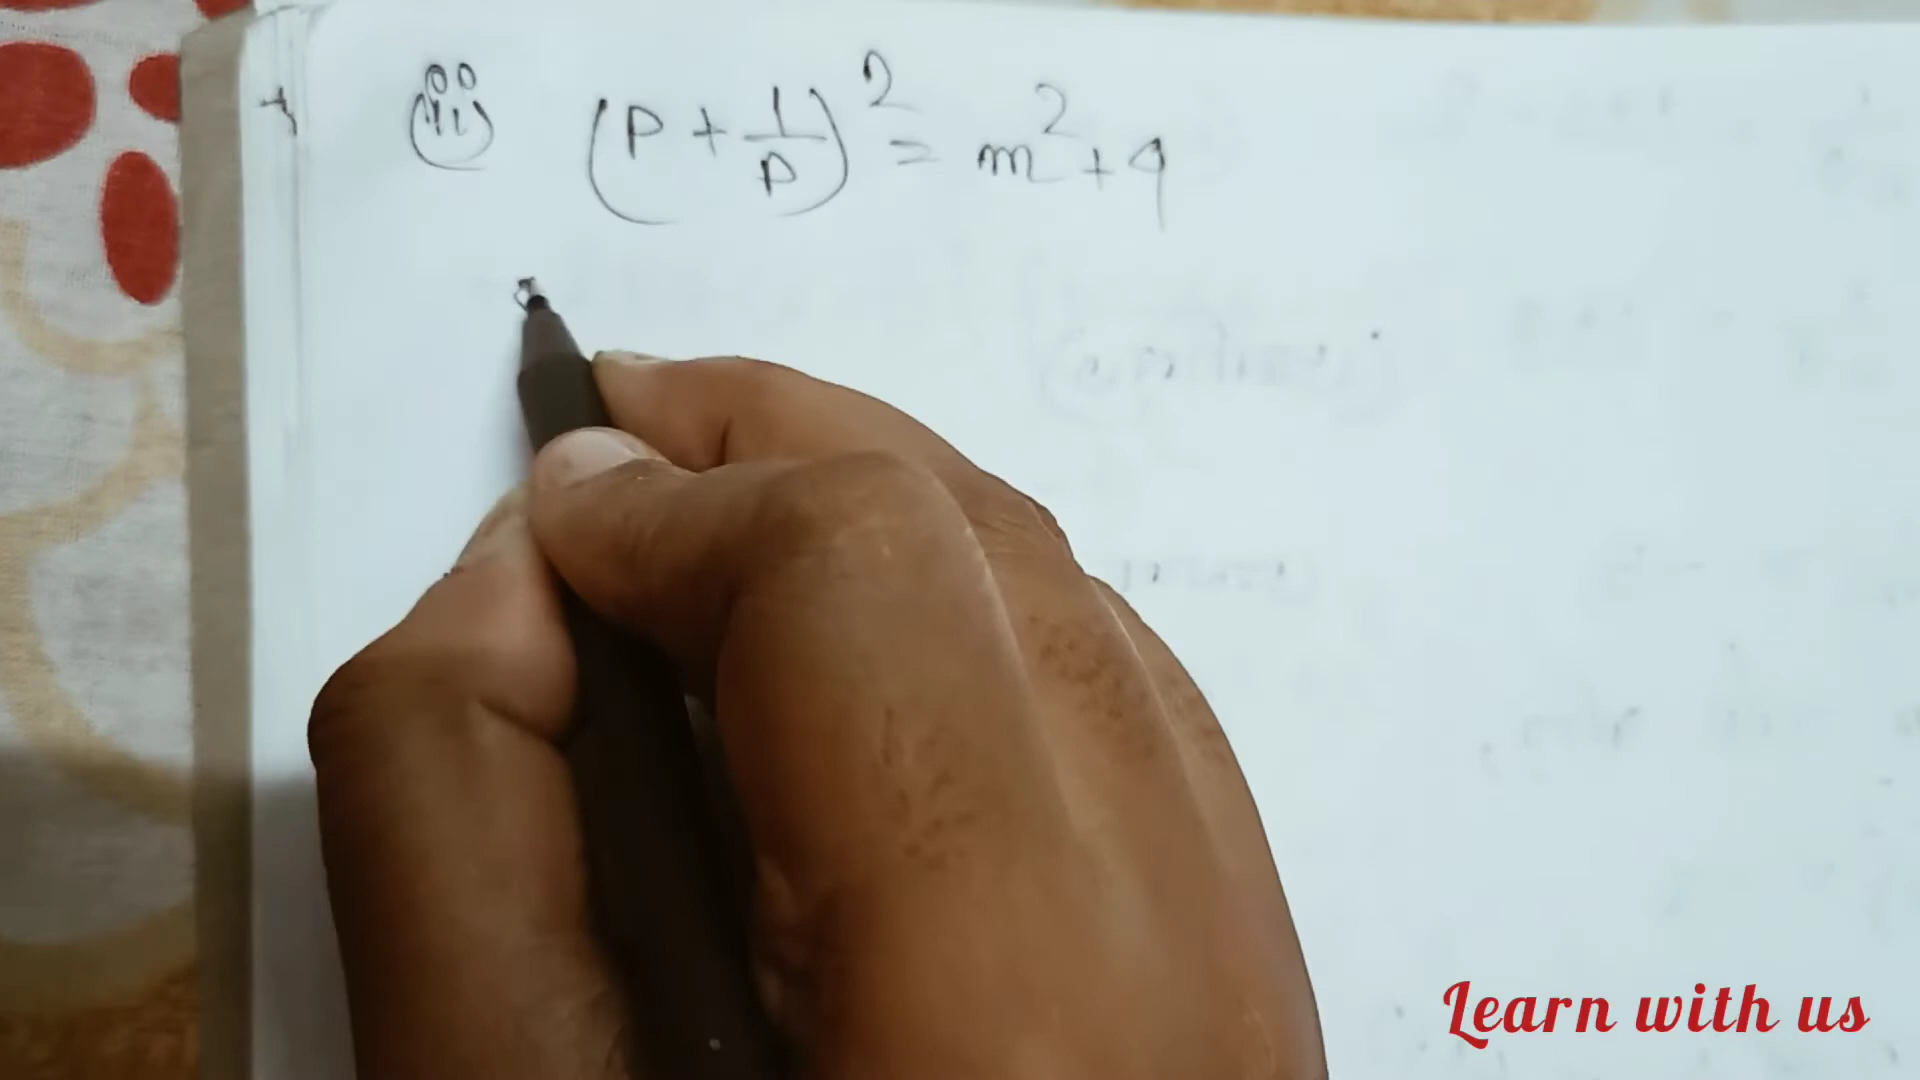 (iii) (P + 1/P)² = m² + 4
Learn with us